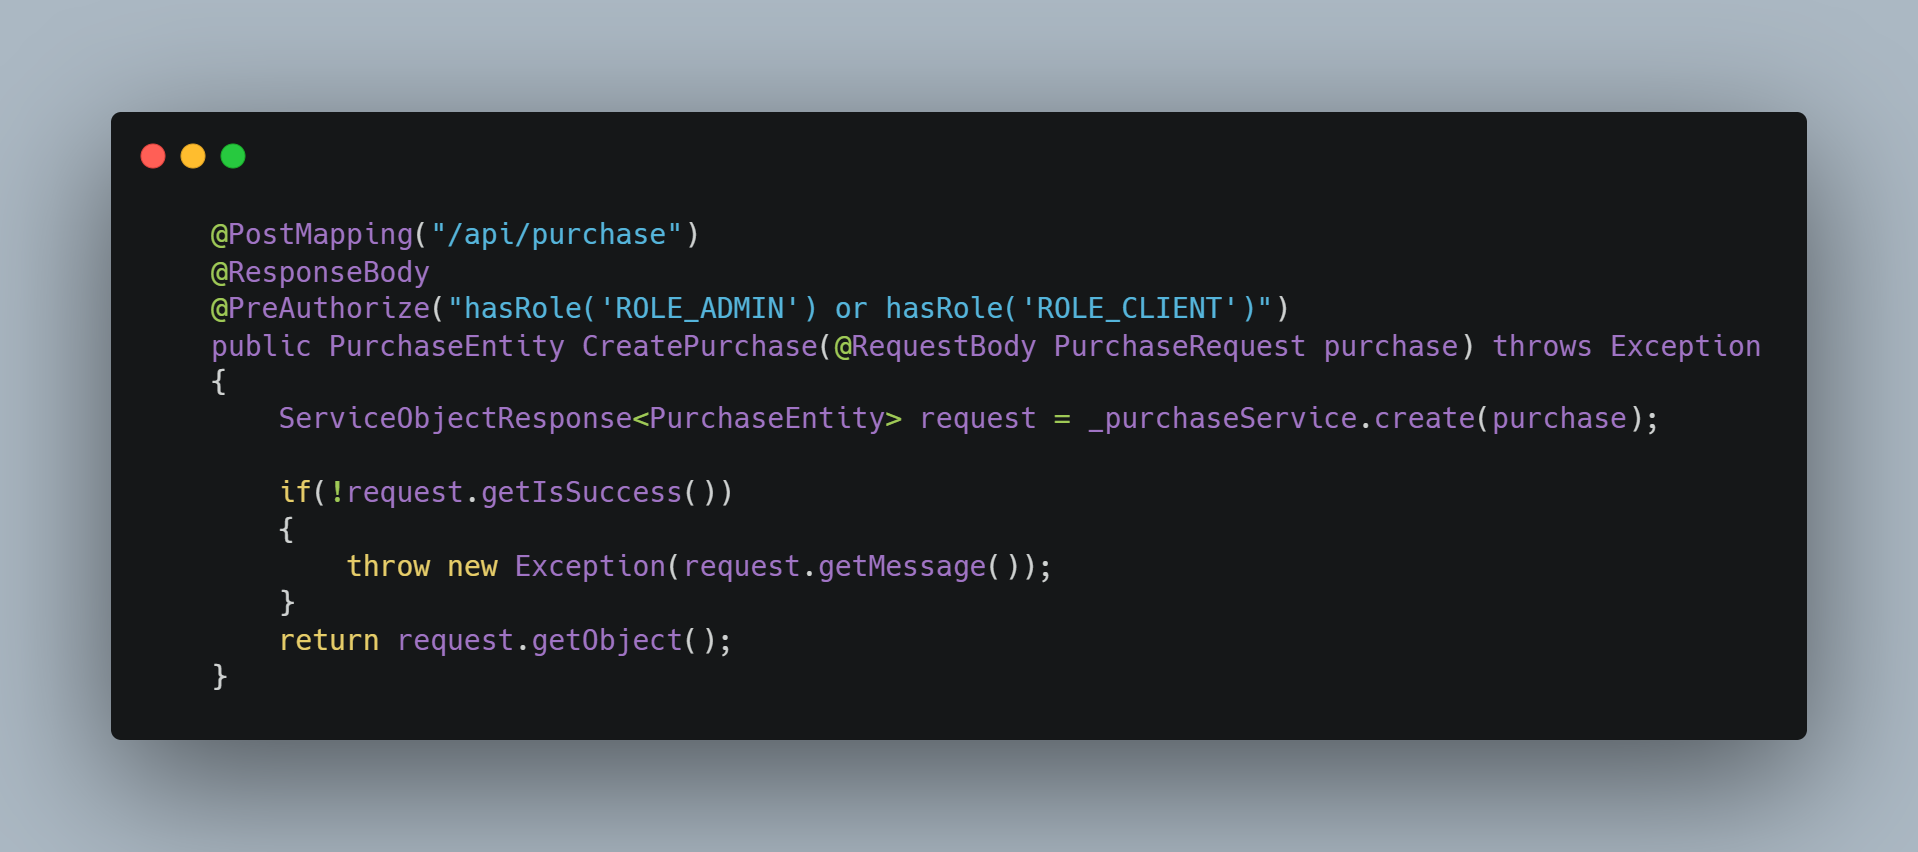 @PostMapping("/api/purchase")
@ResponseBody
@PreAuthorize("hasRole('ROLE_ADMIN') or hasRole('ROLE_CLIENT')")
public PurchaseEntity CreatePurchase(@RequestBody PurchaseRequest purchase) throws Exception
{
    ServiceObjectResponse<PurchaseEntity> request = _purchaseService.create(purchase);

    if(!request.getIsSuccess())
    {
        throw new Exception(request.getMessage());
    }
    return request.getObject();
}